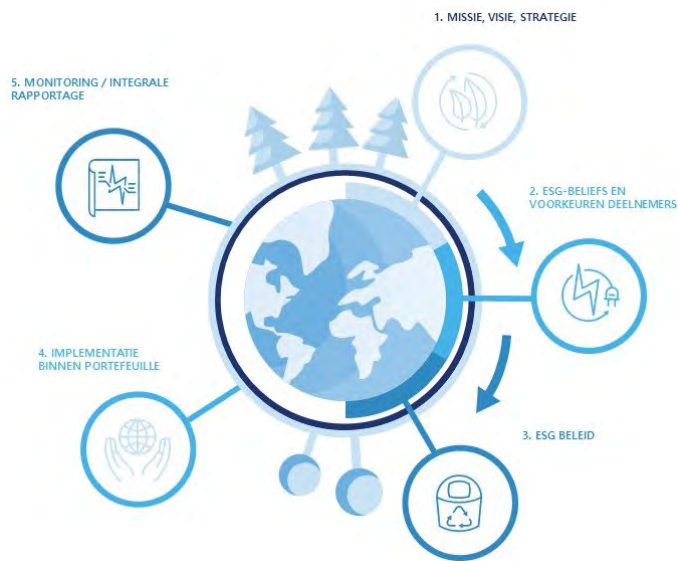 1. MISSIE, VISIE, STRATEGIE
2. ESG-BELIEFS EN
VOORKEUREN DEELNEMERS
3. ESG BELEID
4. IMPLEMENTATIE
BINNEN PORTEFEUILLE
5. MONITORING / INTEGRALE
RAPPORTAGE